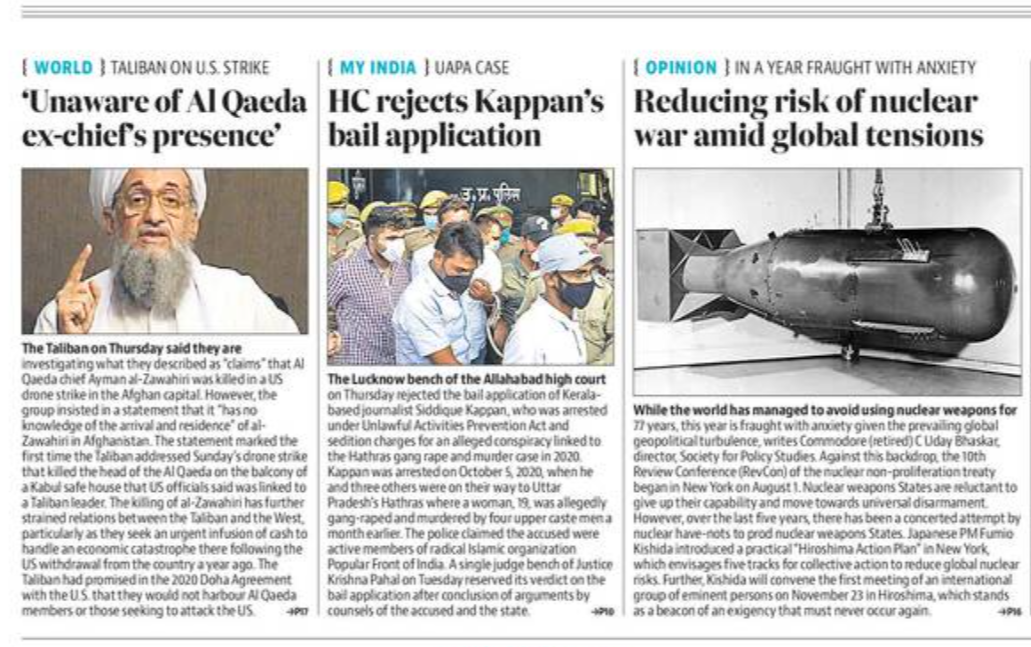 { WORLD } TALIBAN ON U.S. STRIKE
‘Unaware of Al Qaeda
ex-chief’s presence’
The Taliban on Thursday said they are
investigating what they described as “claims” that Al
Qaeda chief Ayman al-Zawahiri was killed in a US
drone strike in the Afghan capital. However, the
group insisted in a statement that it “has no
knowledge of the arrival and residence” of al-
Zawahiri in Afghanistan. The statement marked the
first time the Taliban addressed Sunday’s drone strike
that killed the head of the Al Qaeda on the balcony of
a Kabul safe house that US officials said was linked to
a Taliban leader. The killing of al-Zawahiri has further
strained relations between the Taliban and the West,
particularly as they seek an urgent infusion of cash to
handle an economic catastrophe there following the
US withdrawal from the country a year ago. The
Taliban had promised in the 2020 Doha Agreement
with the U.S. that they would not harbour Al Qaeda
members or those seeking to attack the US. →P17
{ MY INDIA } UAPA CASE
HC rejects Kappan’s
bail application
उ.प्र. पुलिस
The Lucknow bench of the Allahabad high court
on Thursday rejected the bail application of Kerala-
based journalist Siddique Kappan, who was arrested
under Unlawful Activities Prevention Act and
sedition charges for an alleged conspiracy linked to
the Hathras gang rape and murder case in 2020.
Kappan was arrested on October 5, 2020, when he
and three others were on their way to Uttar
Pradesh’s Hathras where a woman, 19, was allegedly
gang-raped and murdered by four upper caste men a
month earlier. The police claimed the accused were
active members of radical Islamic organization
Popular Front of India. A single judge bench of Justice
Krishna Pahal on Tuesday reserved its verdict on the
bail application after conclusion of arguments by
counsels of the accused and the state. →P10
{ OPINION } IN A YEAR FRAUGHT WITH ANXIETY
Reducing risk of nuclear
war amid global tensions
While the world has managed to avoid using nuclear weapons for
77 years, this year is fraught with anxiety given the prevailing global
geopolitical turbulence, writes Commodore (retired) C Uday Bhaskar,
director, Society for Policy Studies. Against this backdrop, the 10th
Review Conference (RevCon) of the nuclear non-proliferation treaty
began in New York on August 1. Nuclear weapons States are reluctant to
give up their capability and move towards universal disarmament.
However, over the last five years, there has been a concerted attempt by
nuclear have-nots to prod nuclear weapons States. Japanese PM Fumio
Kishida introduced a practical “Hiroshima Action Plan” in New York,
which envisages five tracks for collective action to reduce global nuclear
risks. Further, Kishida will convene the first meeting of an international
group of eminent persons on November 23 in Hiroshima, which stands
as a beacon of an exigency that must never occur again. →P16